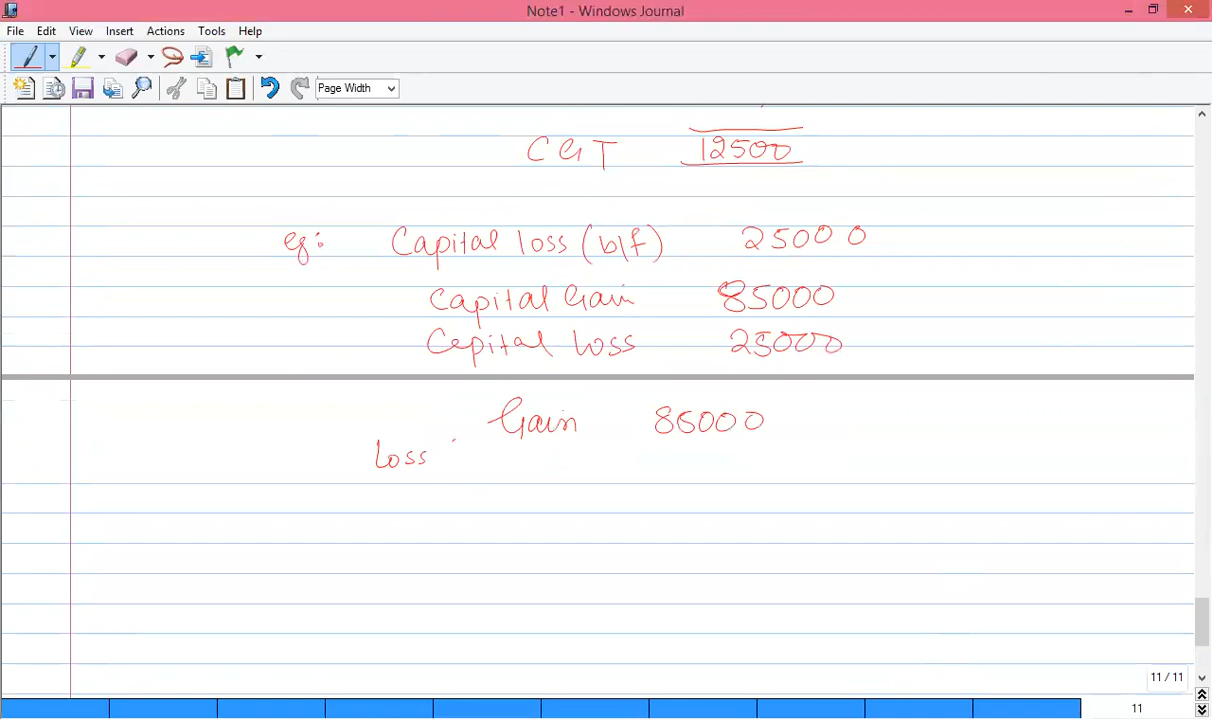 Note1 - Windows Journal
File Edit View Insert Actions Tools Help
Page Width
CGT 12500
eg: Capital loss (b/f) 25000
Capital Gain 85000
Capital loss 25000
Gain 85000
Loss
11 / 11
11